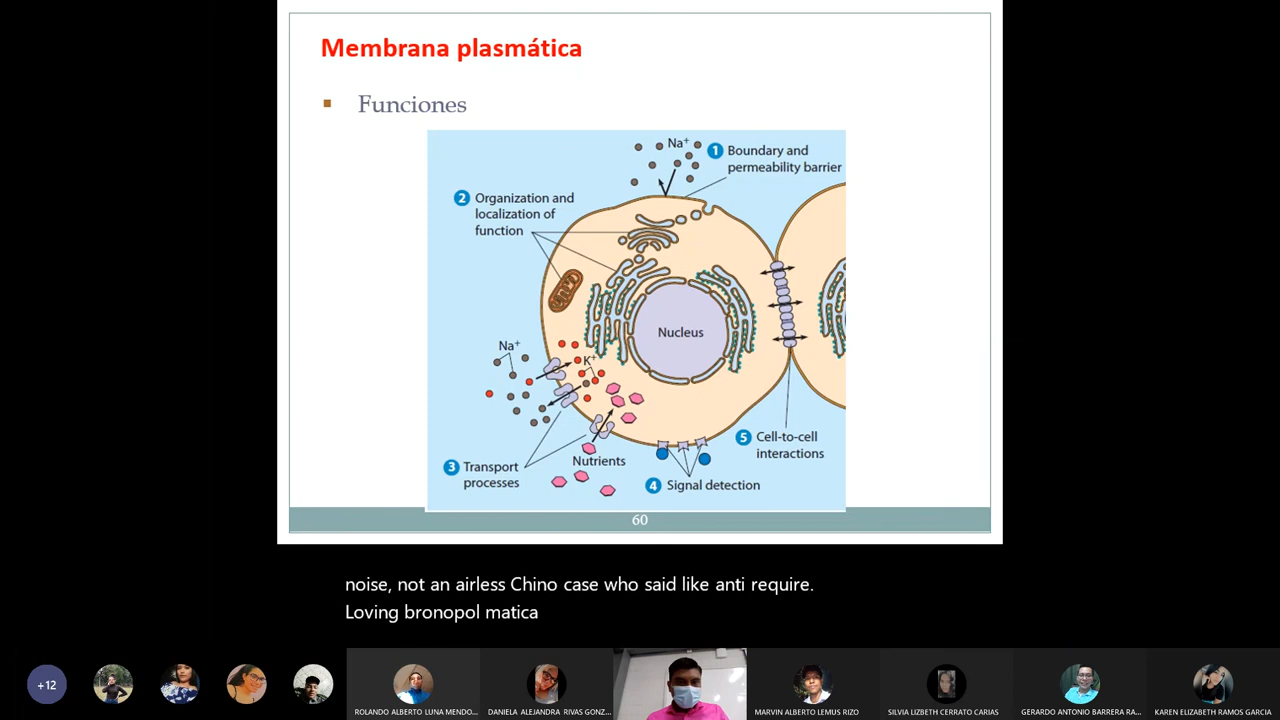 Membrana plasmática
▪ Funciones
Na⁺
1 Boundary and
permeability barrier
2 Organization and
localization of
function
Nucleus
Na⁺
K⁺
3 Transport
processes
Nutrients
4 Signal detection
5 Cell-to-cell
interactions
60
noise, not an airless Chino case who said like anti require.
Loving bronopol matica
+12
ROLANDO ALBERTO LUNA MENDO...
DANIELA ALEJANDRA RIVAS GONZ...
MARVIN ALBERTO LEMUS RIZO
SILVIA LIZBETH CERRATO CARIAS
GERARDO ANTONIO BARRERA RA...
KAREN ELIZABETH RAMOS GARCIA